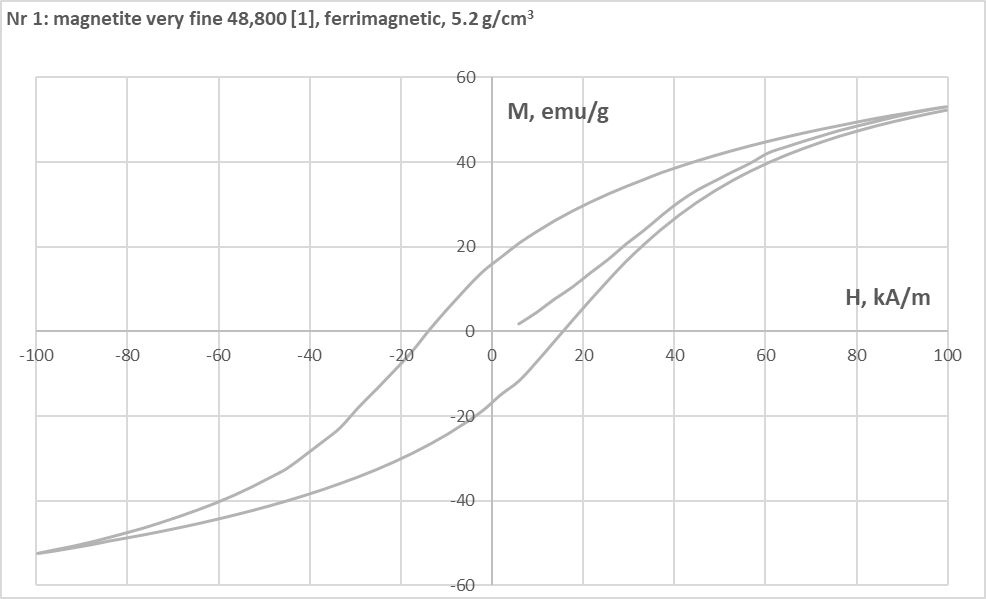 Nr 1: magnetite very fine 48,800 [1], ferrimagnetic, 5.2 g/cm³
60
M, emu/g
40
20
H, kA/m
0
-100 -80 -60 -40 -20 0 20 40 60 80 100
-20
-40
-60